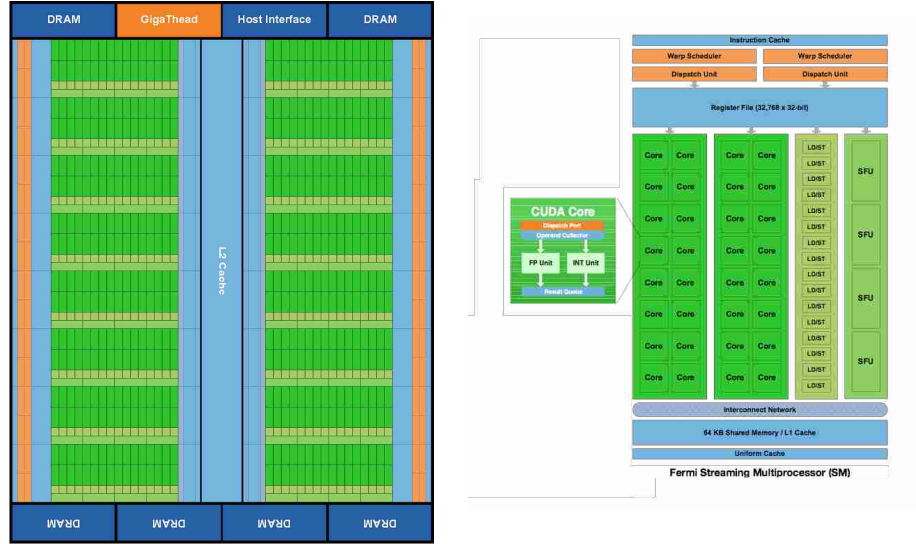 DRAM
GigaThead
Host Interface
DRAM
L2 Cache
DRAM
DRAM
DRAM
DRAM
Instruction Cache
Warp Scheduler
Warp Scheduler
Dispatch Unit
Dispatch Unit
Register File (32,768 x 32-bit)
Core Core Core Core LD/ST
LD/ST
SFU
Core Core Core Core LD/ST
LD/ST
Core Core Core Core LD/ST
LD/ST
SFU
Core Core Core Core LD/ST
LD/ST
Core Core Core Core LD/ST
LD/ST
SFU
Core Core Core Core LD/ST
LD/ST
Core Core Core Core LD/ST
LD/ST
SFU
Core Core Core Core LD/ST
LD/ST
CUDA Core
Dispatch Port
Operand Collector
FP Unit
INT Unit
Result Queue
Interconnect Network
64 KB Shared Memory / L1 Cache
Uniform Cache
Fermi Streaming Multiprocessor (SM)